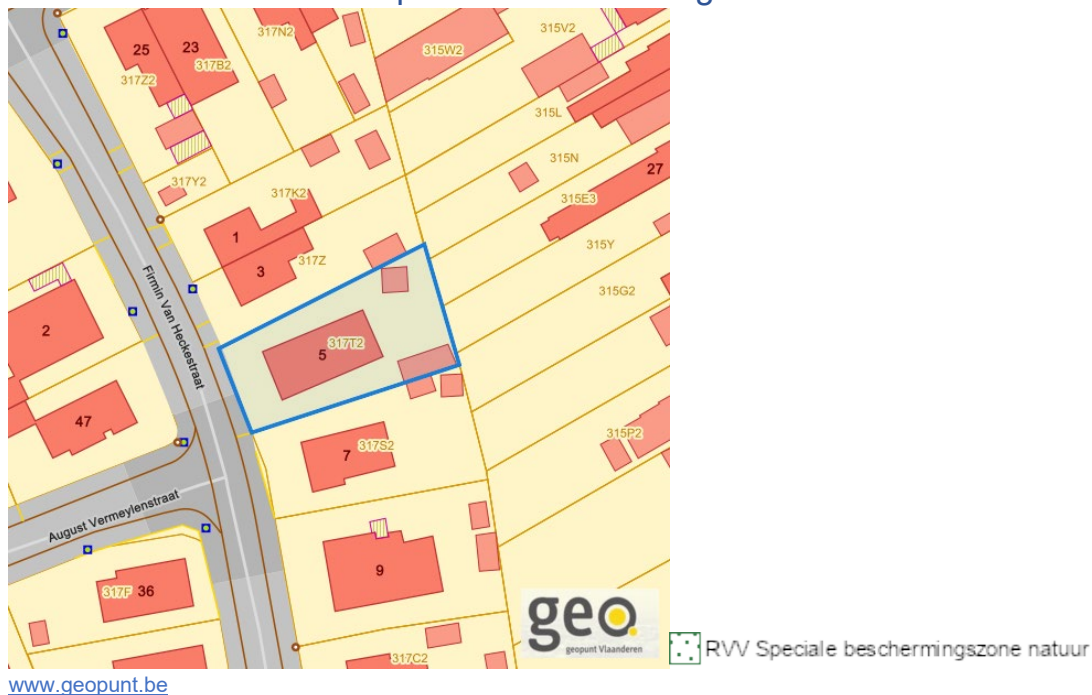 25
23
317N2
315W2
315V2
317Z2
317B2
315L
315N
27
317Y2
317K2
315E3
1
3
317Z
315Y
315G2
Firmin Van Heckestraat
2
5
317T2
47
7
317S2
315P2
August Vermeylenstraat
9
317F
36
317C2
geo
geopunt Vlaanderen
RVV Speciale beschermingszone natuur
www.geopunt.be